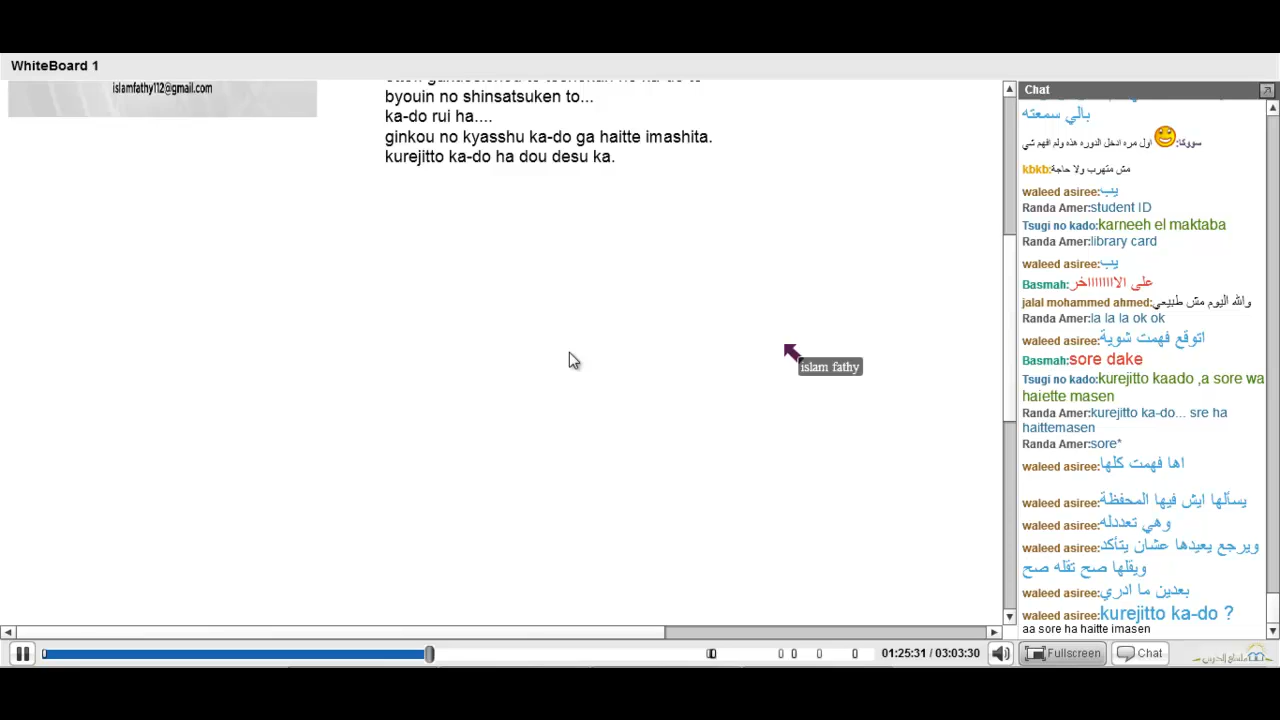 WhiteBoard 1
islamfathy112@gmail.com
byouin no shinsatsuken to...
ka-do rui ha....
ginkou no kyasshu ka-do ga haitte imashita.
kurejitto ka-do ha dou desu ka.
islam fathy
Chat
بالي سمعته
سووكا: اول مره ادخل الدوره هذه ولم افهم شي
kbkb: مش متهرب ولا حاجة
waleed asiree: يب
Randa Amer:student ID
Tsugi no kado:karneeh el maktaba
Randa Amer:library card
waleed asiree: يب
Basmah: على الااااااااخر
jalal mohammed ahmed: والله اليوم مش طبيعي
Randa Amer:la la la ok ok
waleed asiree: اتوقع فهمت شوية
Basmah:sore dake
Tsugi no kado:kurejitto kaado ,a sore wa
haiette masen
Randa Amer:kurejitto ka-do... sre ha
haittemasen
Randa Amer:sore*
waleed asiree: اها فهمت كلها
waleed asiree: يسألها ايش فيها المحفظة
waleed asiree: وهي تعددله
waleed asiree: ويرجع يعيدها عشان يتأكد
ويقلها صح تقله صح
waleed asiree: بعدين ما ادري
waleed asiree:kurejitto ka-do ?
aa sore ha haitte imasen
01:25:31 / 03:03:30
Fullscreen
Chat